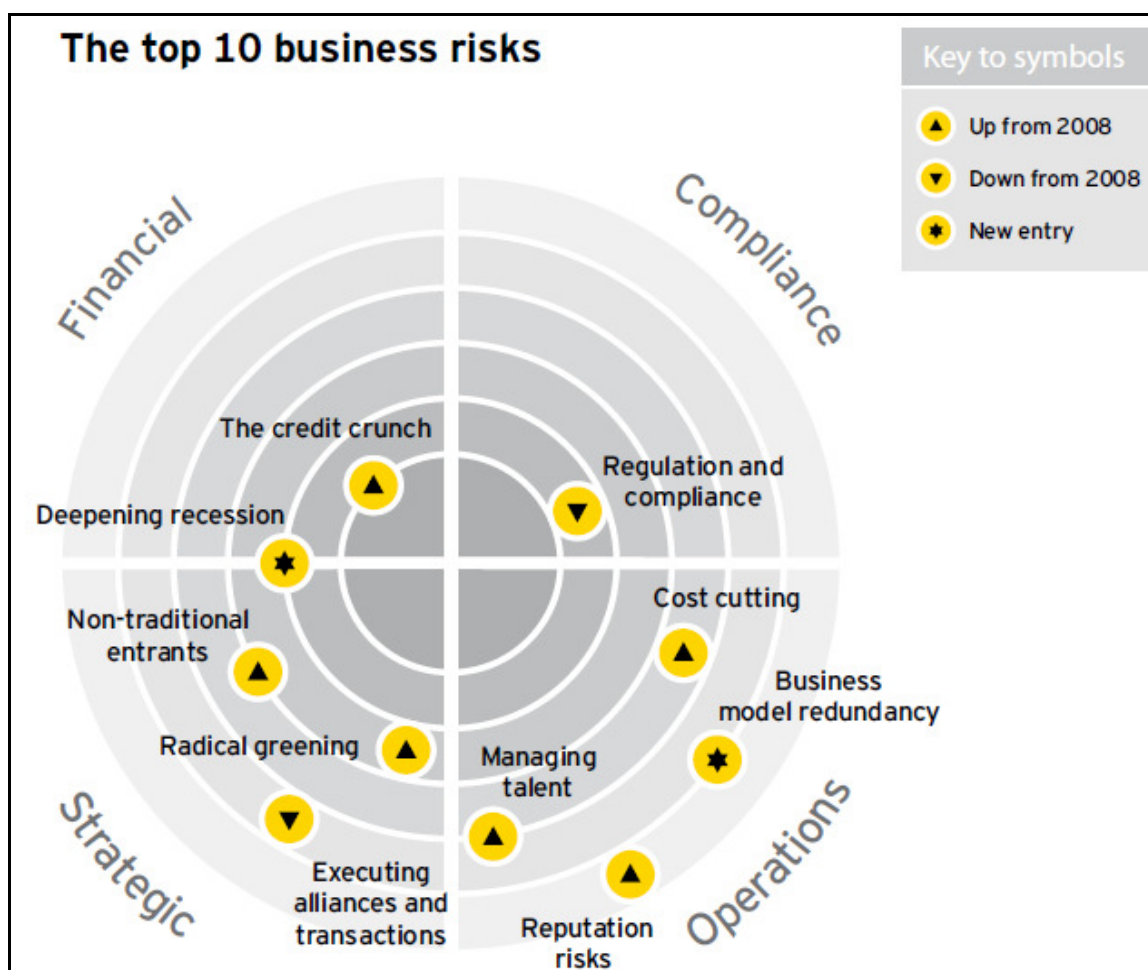 The top 10 business risks
Key to symbols
Up from 2008
Down from 2008
New entry
Financial
Compliance
The credit crunch
Regulation and
compliance
Deepening recession
Non-traditional
entrants
Cost cutting
Business
model redundancy
Radical greening
Managing
talent
Strategic
Operations
Executing
alliances and
transactions
Reputation
risks